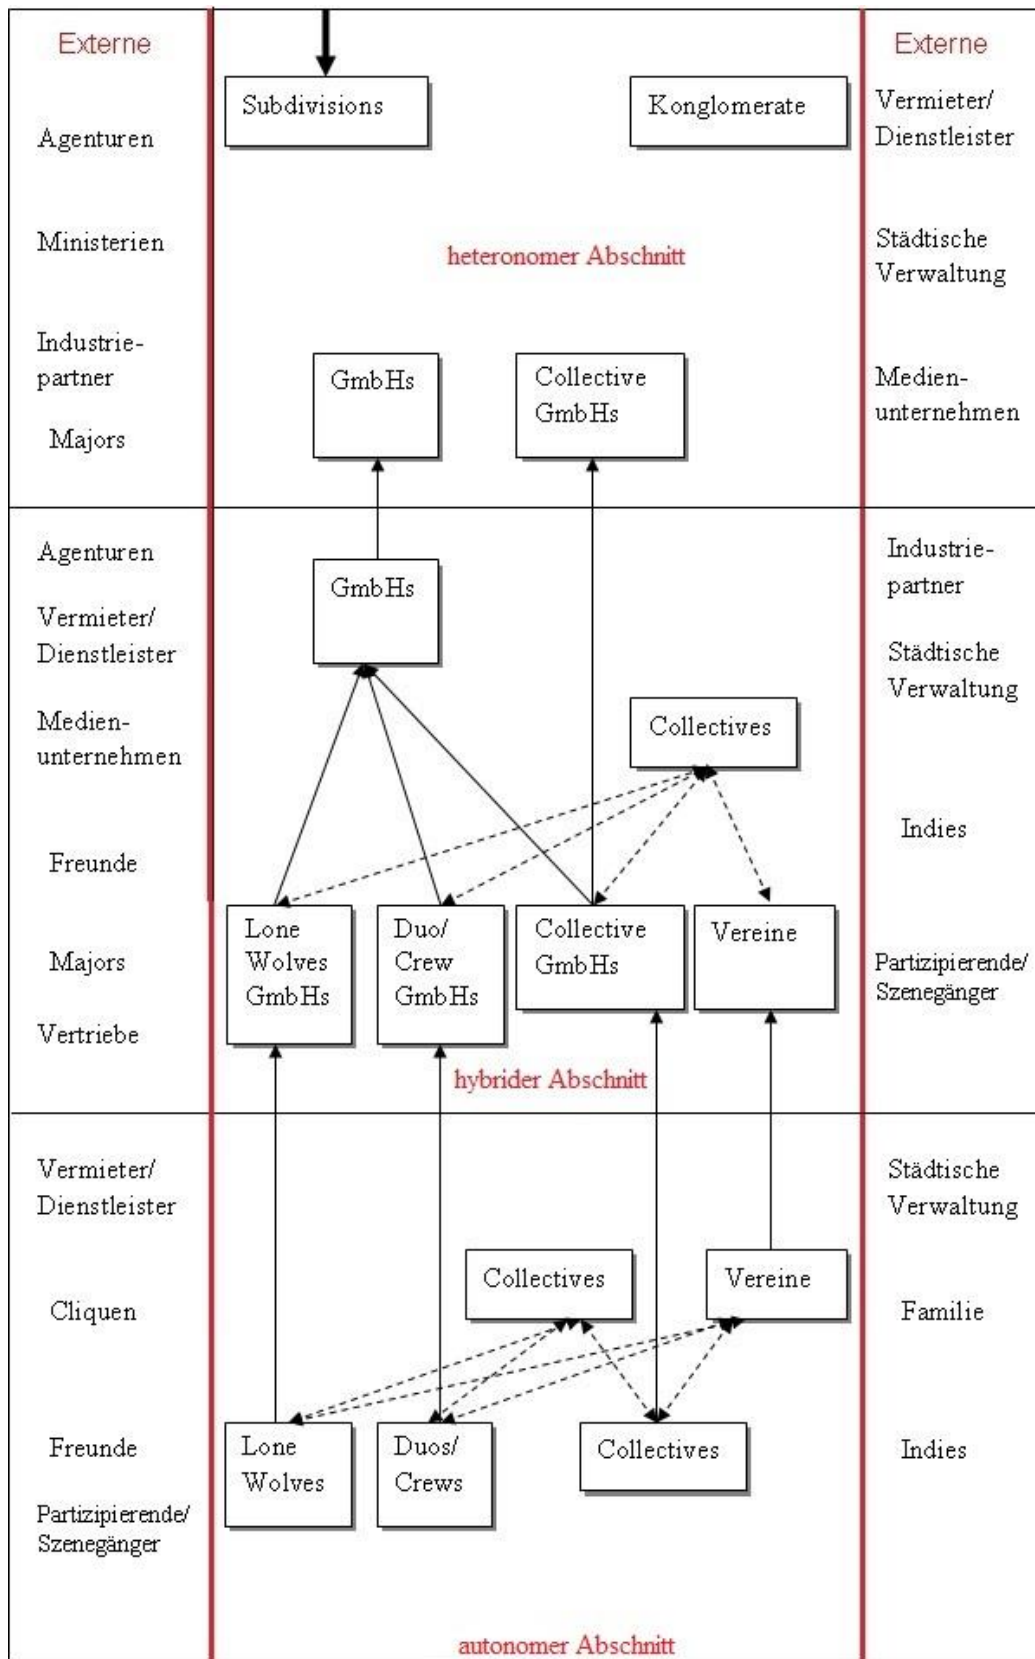 Externe
Externe
Subdivisions
Konglomerate
Vermieter/
Dienstleister
Agenturen
Ministerien
heteronomer Abschnitt
Städtische
Verwaltung
Industrie-
partner
Majors
GmbHs
Collective
GmbHs
Medien-
unternehmen
Agenturen
Vermieter/
Dienstleister
GmbHs
Industrie-
partner
Städtische
Verwaltung
Medien-
unternehmen
Collectives
Indies
Freunde
Majors
Vertriebe
Lone
Wolves
GmbHs
Duo/
Crew
GmbHs
Collective
GmbHs
Vereine
Partizipierende/
Szenegänger
hybrider Abschnitt
Vermieter/
Dienstleister
Städtische
Verwaltung
Cliquen
Collectives
Vereine
Familie
Freunde
Partizipierende/
Szenegänger
Lone
Wolves
Duos/
Crews
Collectives
Indies
autonomer Abschnitt